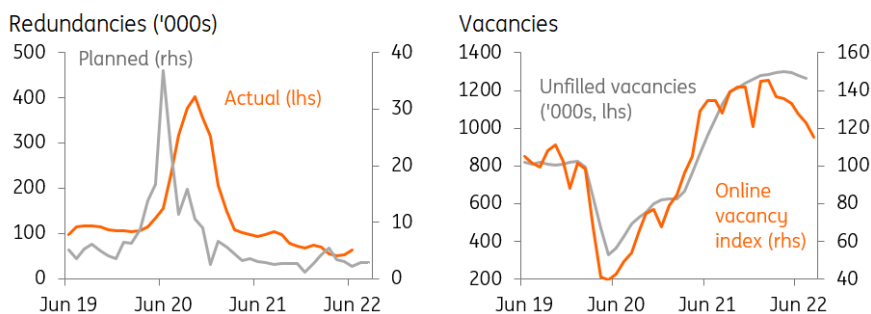 Redundancies ('000s)
500
400
300
200
100
0
40
30
20
10
0
Planned (rhs)
Actual (lhs)
Jun 19
Jun 20
Jun 21
Jun 22
Vacancies
1400
1200
1000
800
600
400
200
160
140
120
100
80
60
40
Unfilled vacancies
('000s, lhs)
Online
vacancy
index (rhs)
Jun 19
Jun 20
Jun 21
Jun 22